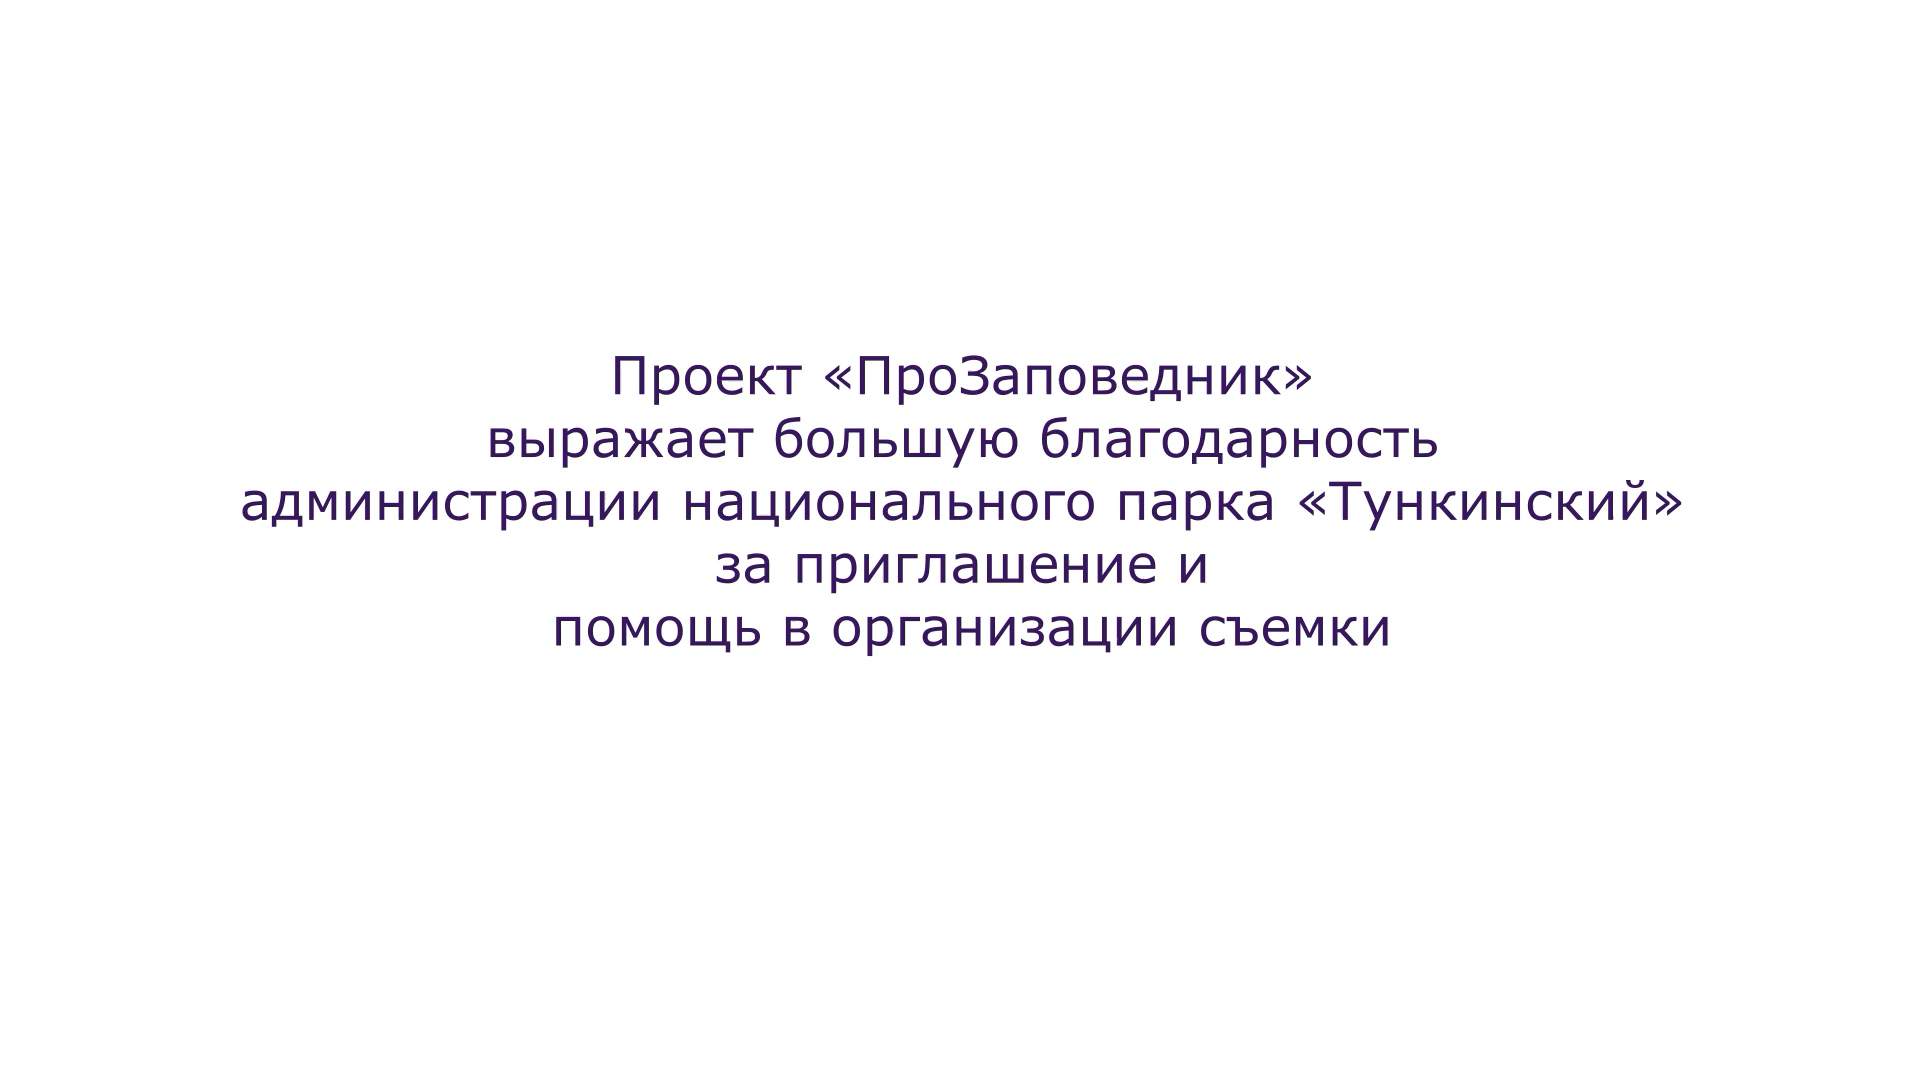 Проект «ПроЗаповедник»
выражает большую благодарность
администрации национального парка «Тункинский»
за приглашение и
помощь в организации съемки